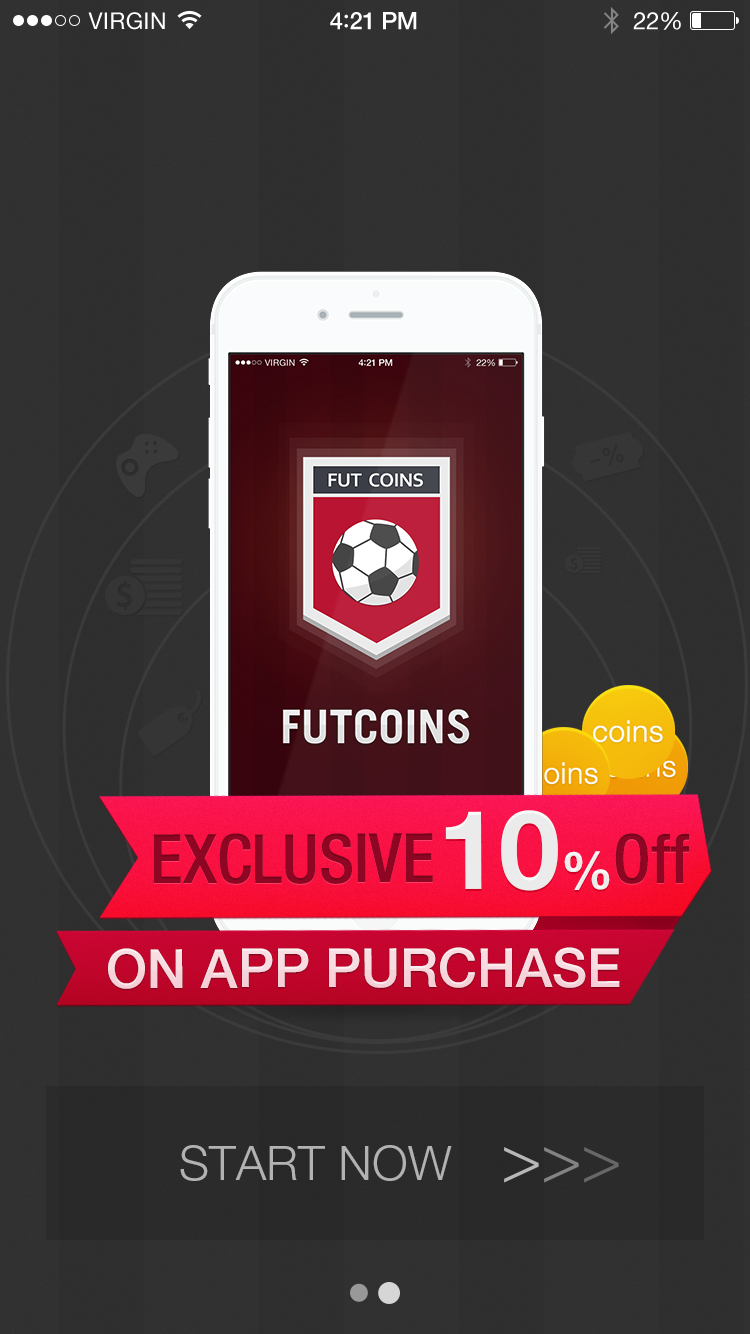 VIRGIN 4:21 PM 22%
VIRGIN 4:21 PM 22%
FUT COINS
FUTCOINS
coins
oins
EXCLUSIVE 10% Off
ON APP PURCHASE
START NOW >>>